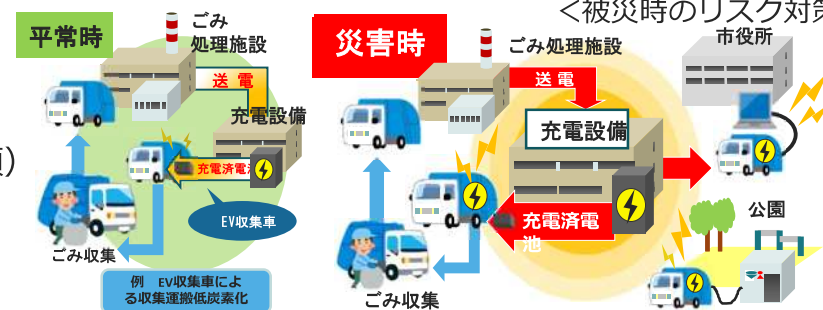 ＜被災時のリスク対策
平常時
ごみ
処理施設
送電
充電設備
充電済電池
EV収集車
ごみ収集
例　EV収集車によ
る収集運搬低炭素化
災害時
ごみ処理施設
送電
充電設備
充電済電
池
ごみ収集
市役所
公園
）